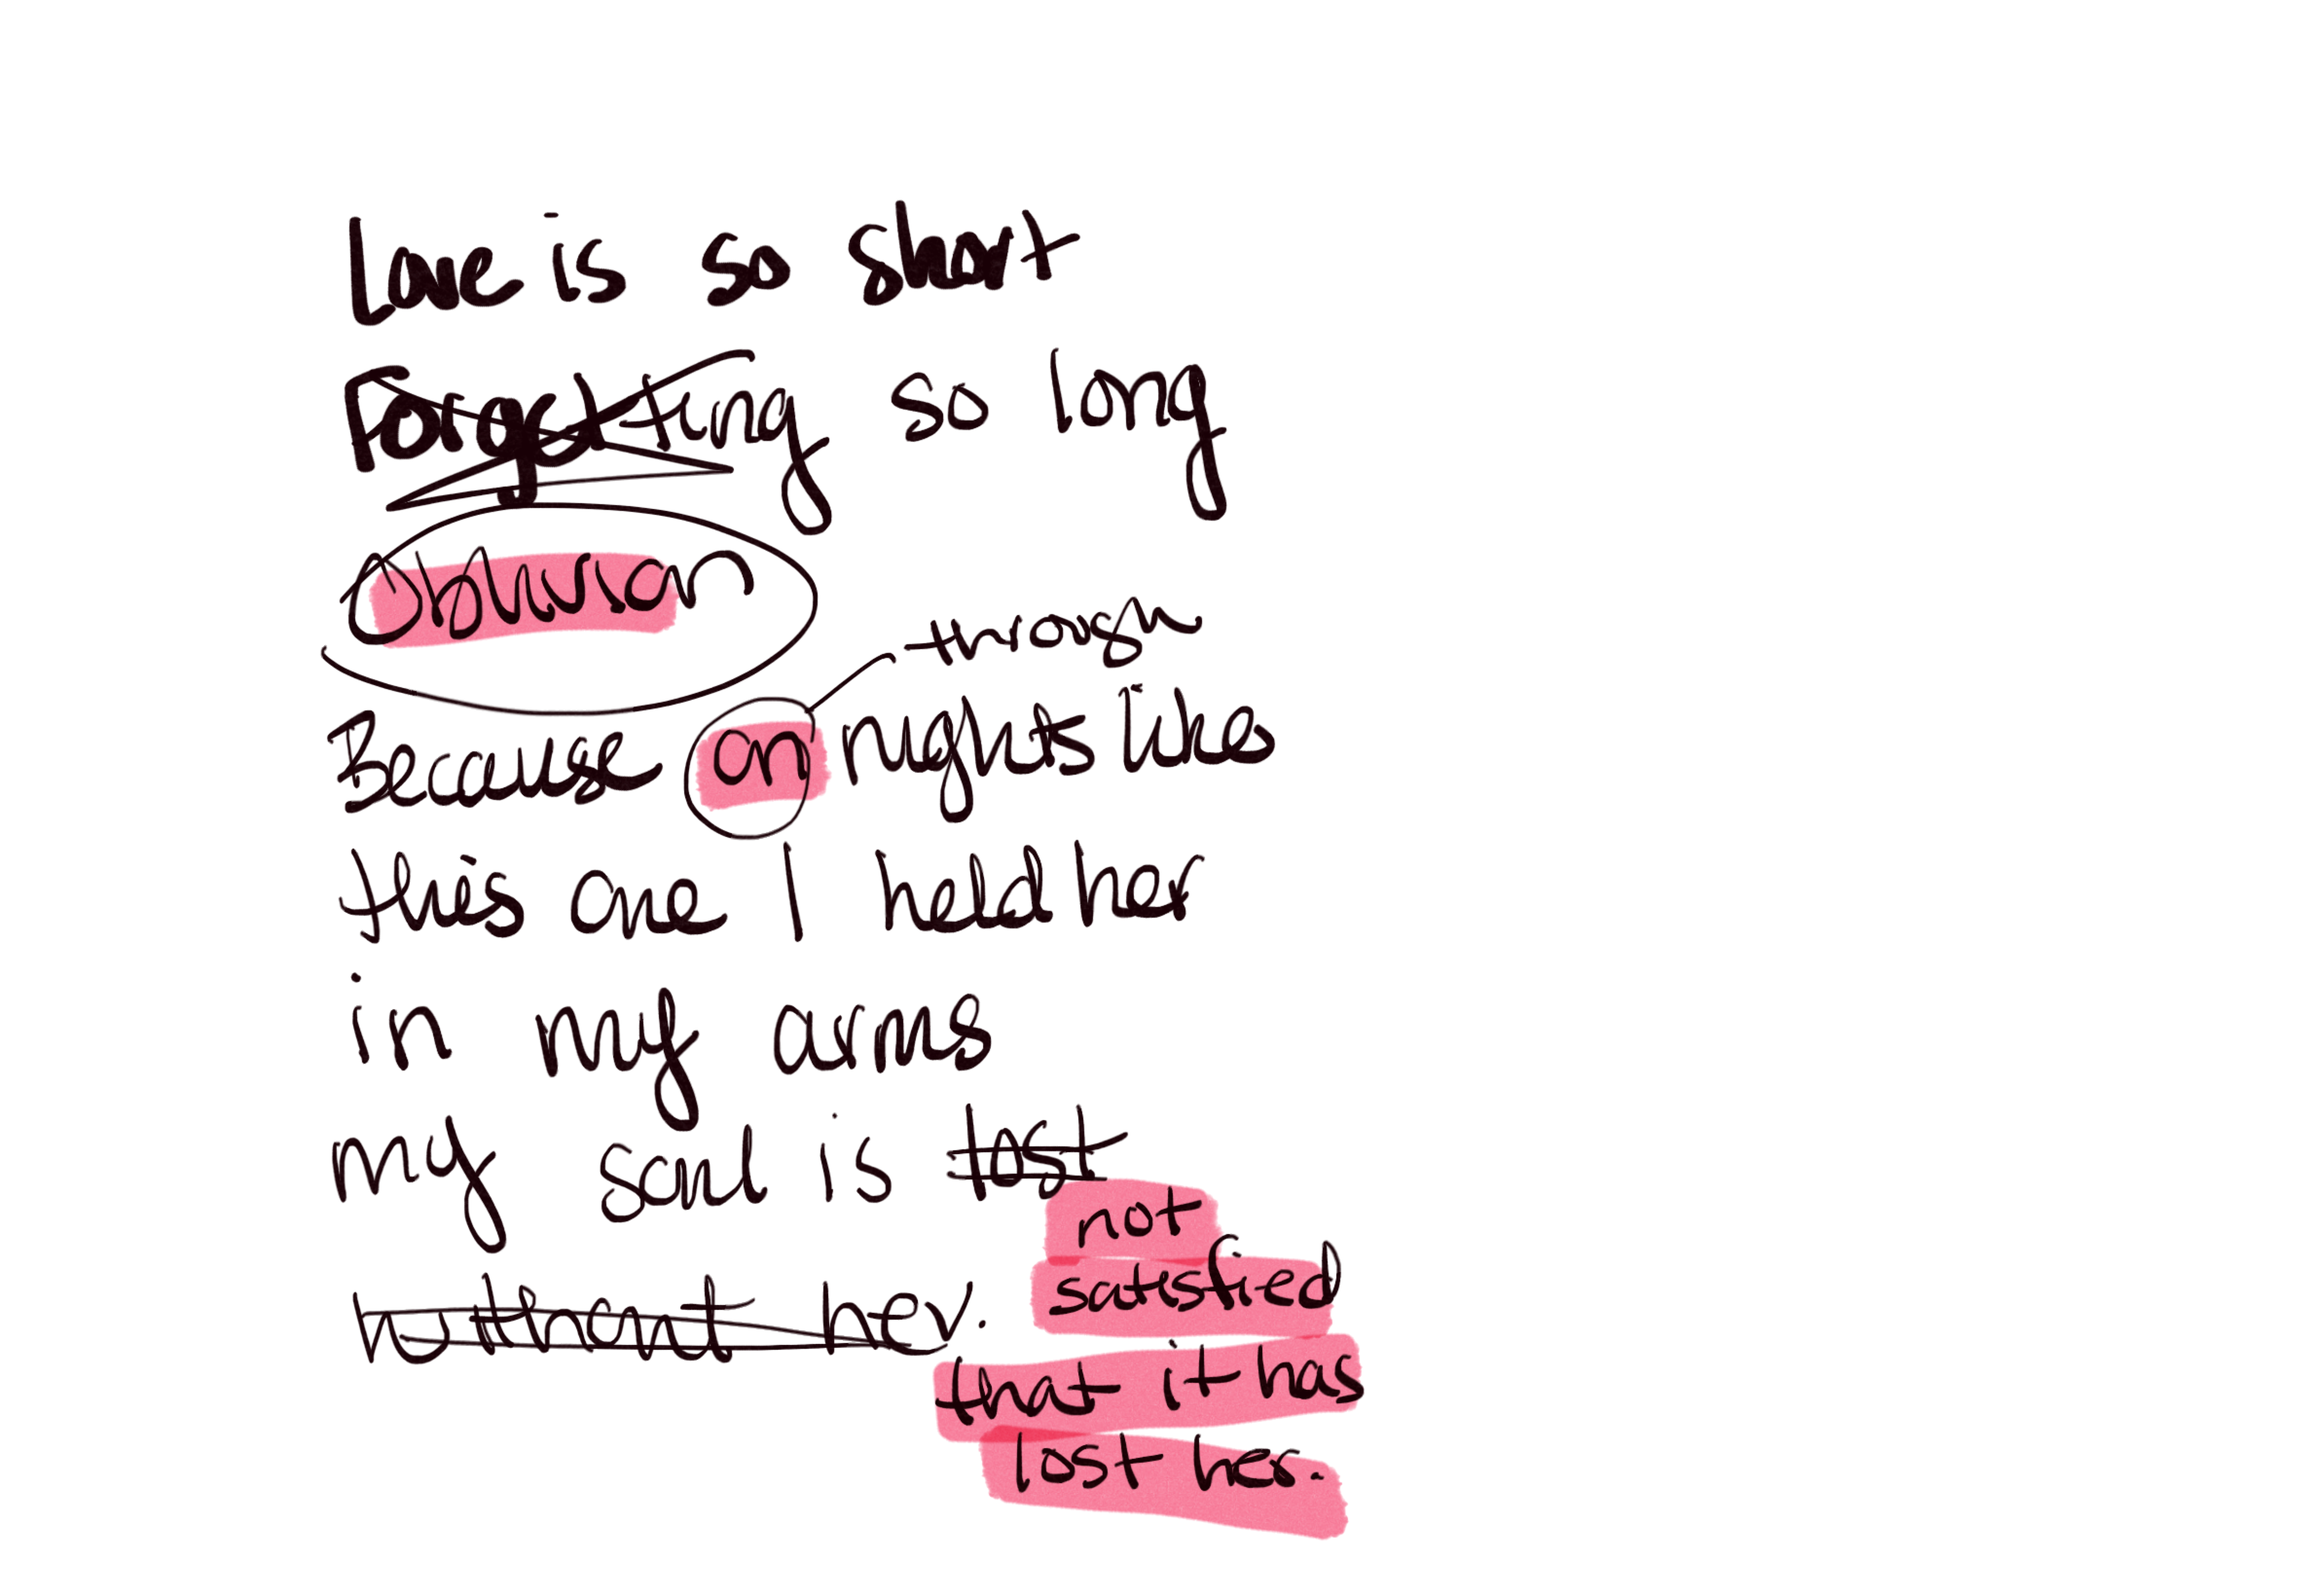 Love is so short
Forgetting so long
Oblivion
through
Because on nights like
this one I held her
in my arms
my soul is lost
not
without her. satisfied
that it has
lost her.